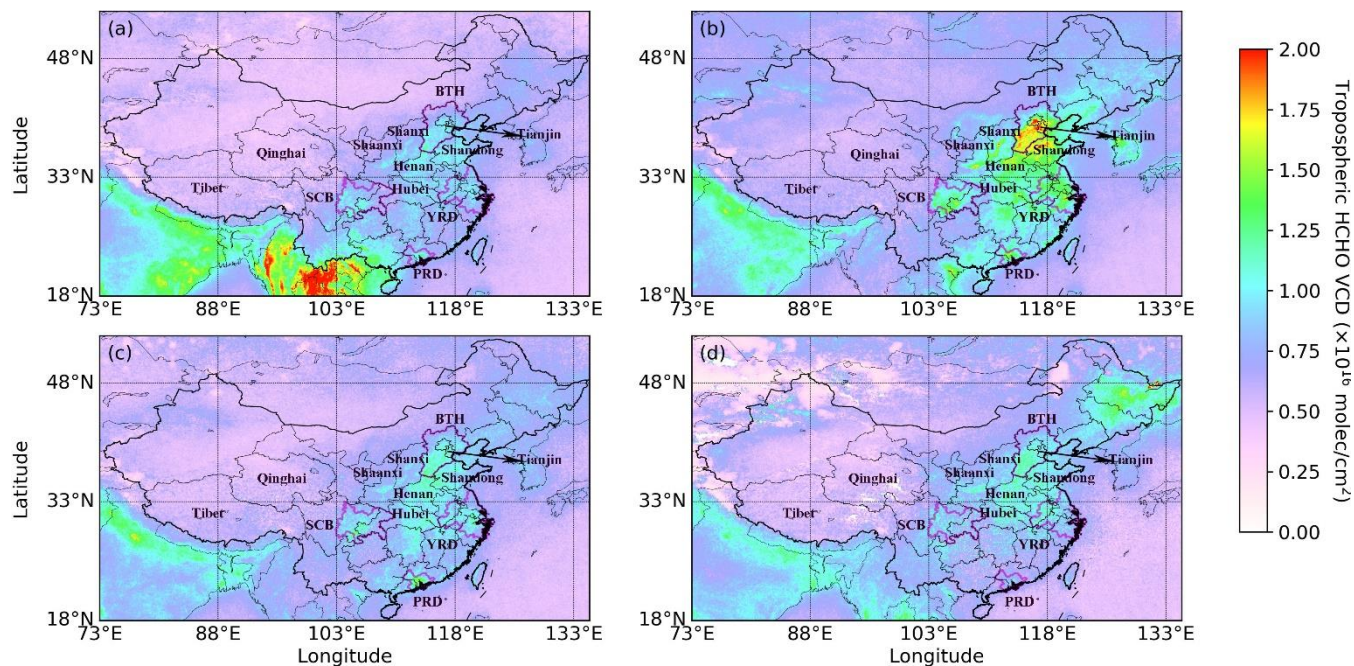 (a)
48°N
BTH
Shanxi
Tianjin
Shaanxi
Qinghai
Shandong
Henan
33°N
Tibet
SCB
Hubei
YRD
PRD
18°N
73°E 88°E 103°E 118°E 133°E
Latitude
(b)
48°N
BTH
Shanxi
Tianjin
Shaanxi
Qinghai
Shandong
Henan
33°N
Tibet
SCB
Hubei
YRD
PRD
18°N
73°E 88°E 103°E 118°E 133°E
(c)
48°N
BTH
Shanxi
Tianjin
Shaanxi
Qinghai
Shandong
Henan
33°N
Tibet
SCB
Hubei
YRD
PRD
18°N
73°E 88°E 103°E 118°E 133°E
Latitude
Longitude
(d)
48°N
BTH
Shanxi
Tianjin
Shaanxi
Qinghai
Shandong
Henan
33°N
Tibet
SCB
Hubei
YRD
PRD
18°N
73°E 88°E 103°E 118°E 133°E
Longitude
2.00
1.75
1.50
1.25
1.00
0.75
0.50
0.25
0.00
Tropospheric HCHO VCD (×10¹⁶ molec/cm²)